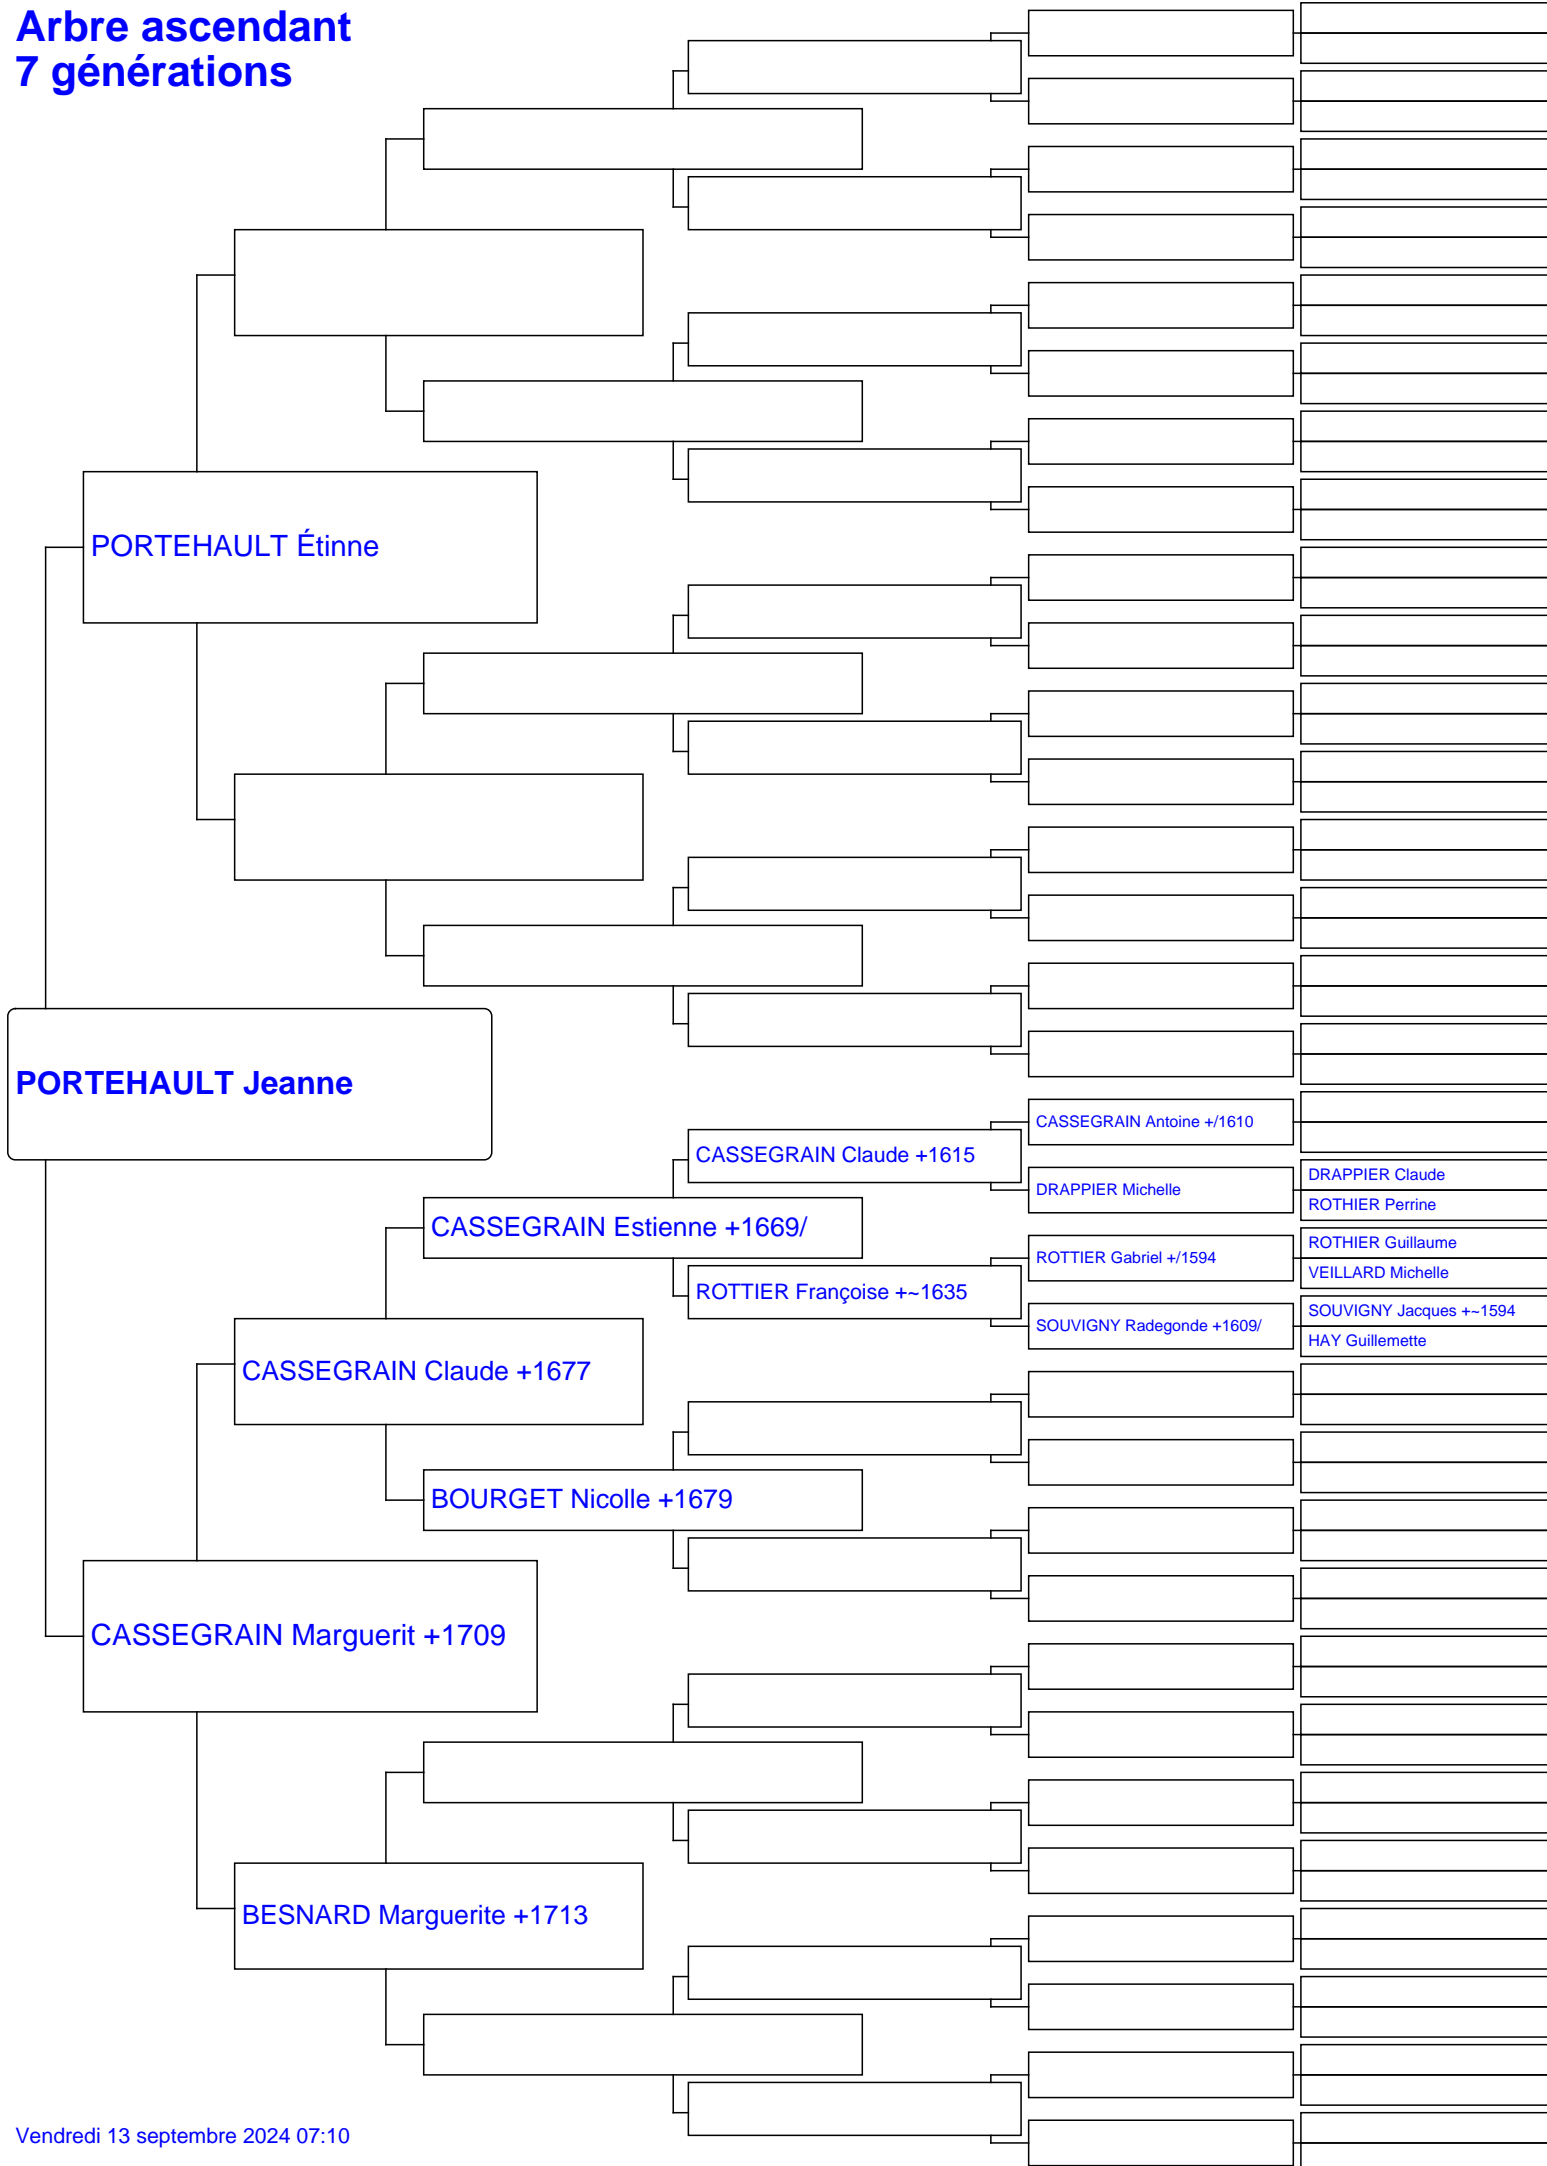 Arbre ascendant
7 générations
PORTEHAULT Étinne
PORTEHAULT Jeanne
CASSEGRAIN Antoine +/1610
CASSEGRAIN Claude +1615
DRAPPIER Claude
DRAPPIER Michelle
ROTHIER Perrine
CASSEGRAIN Estienne +1669/
ROTHIER Guillaume
ROTTIER Gabriel +/1594
VEILLARD Michelle
ROTTIER Françoise +~1635
SOUVIGNY Jacques +~1594
SOUVIGNY Radegonde +1609/
HAY Guillemette
CASSEGRAIN Claude +1677
BOURGET Nicolle +1679
CASSEGRAIN Marguerit +1709
BESNARD Marguerite +1713
Vendredi 13 septembre 2024 07:10